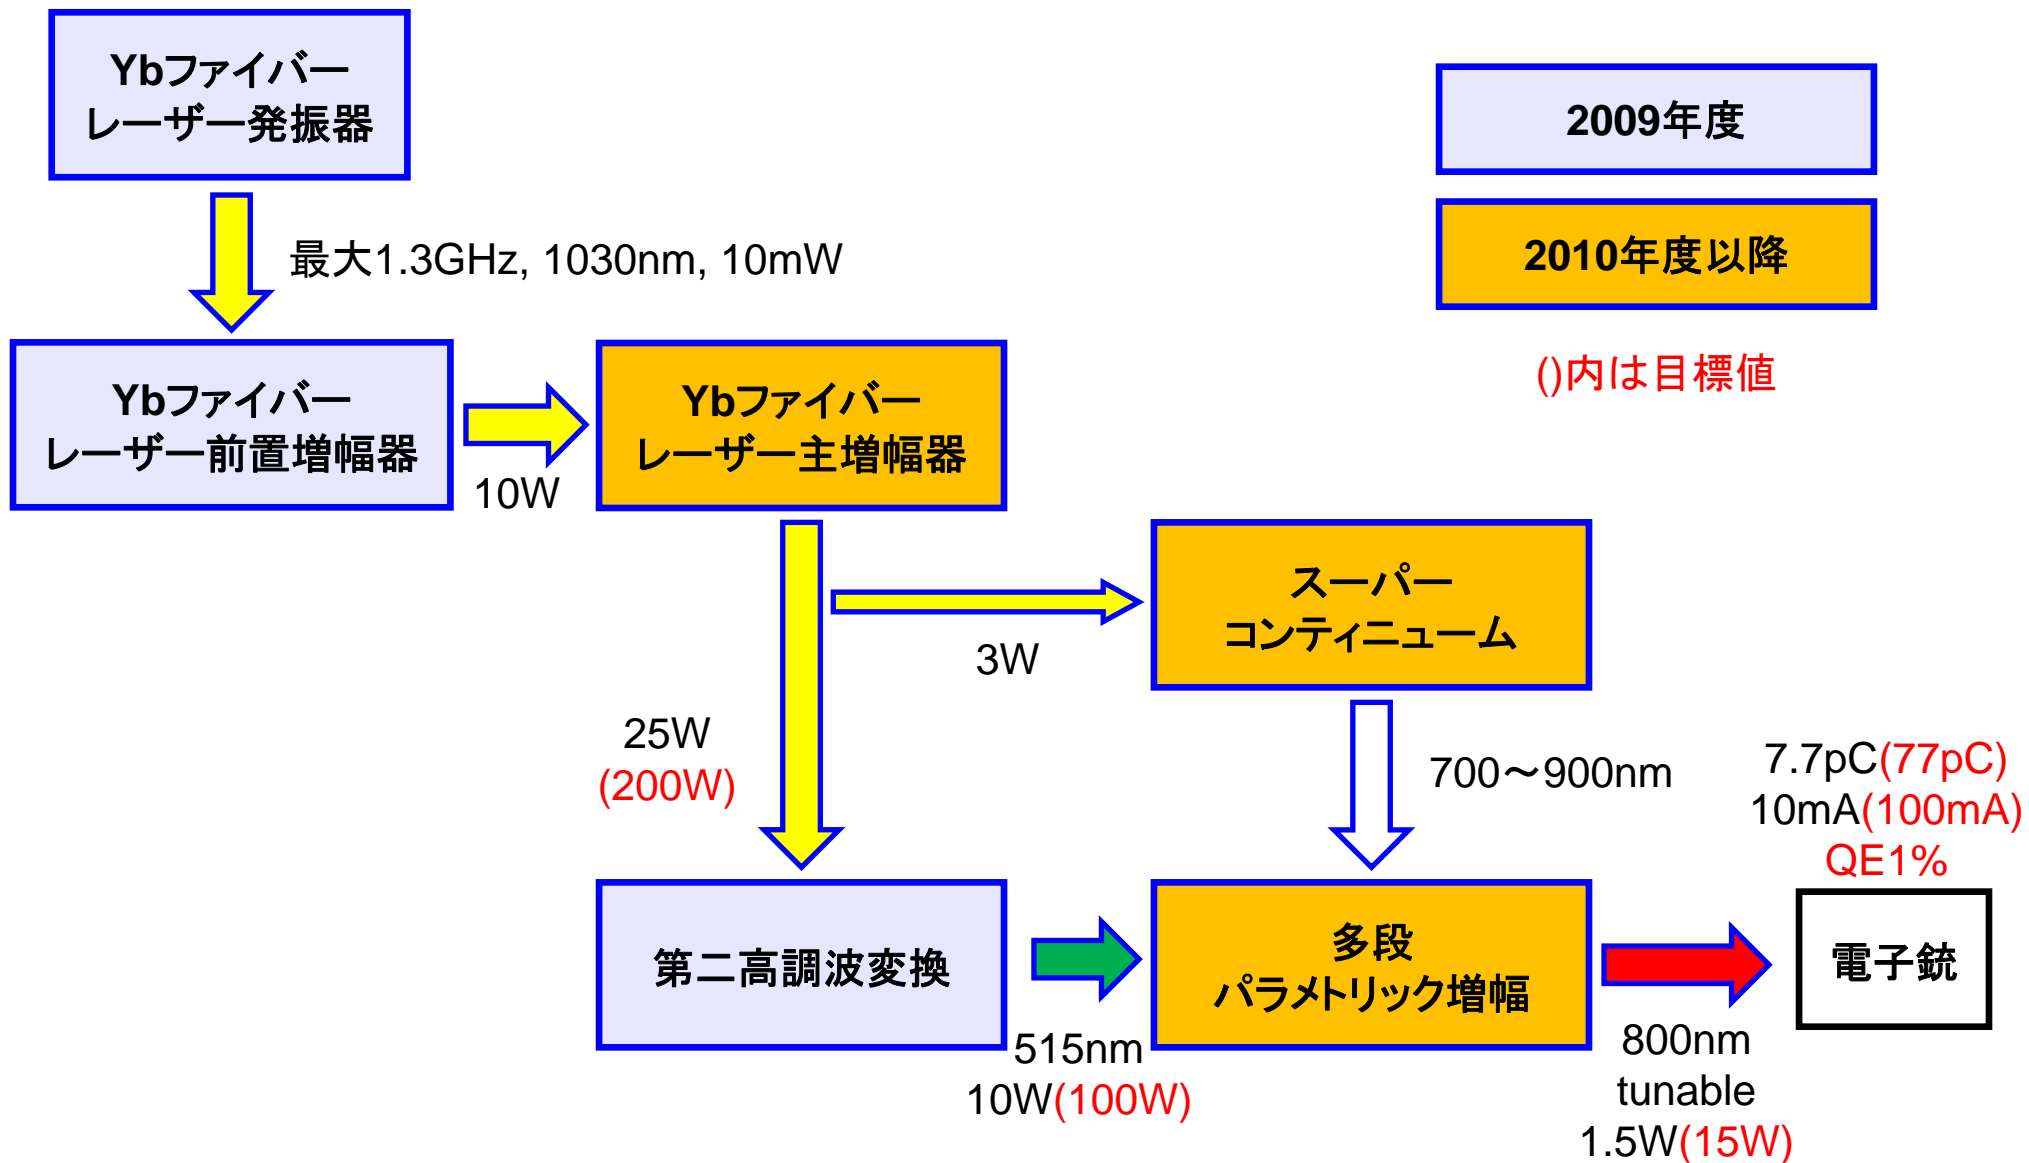 Ybファイバー
レーザー発振器
2009年度
最大1.3GHz, 1030nm, 10mW
2010年度以降
()内は目標値
Ybファイバー
レーザー前置増幅器
10W
Ybファイバー
レーザー主増幅器
スーパー
コンティニューム
3W
25W
(200W)
700～900nm
7.7pC(77pC)
10mA(100mA)
QE1%
第二高調波変換
515nm
10W(100W)
多段
パラメトリック増幅
電子銃
800nm
tunable
1.5W(15W)